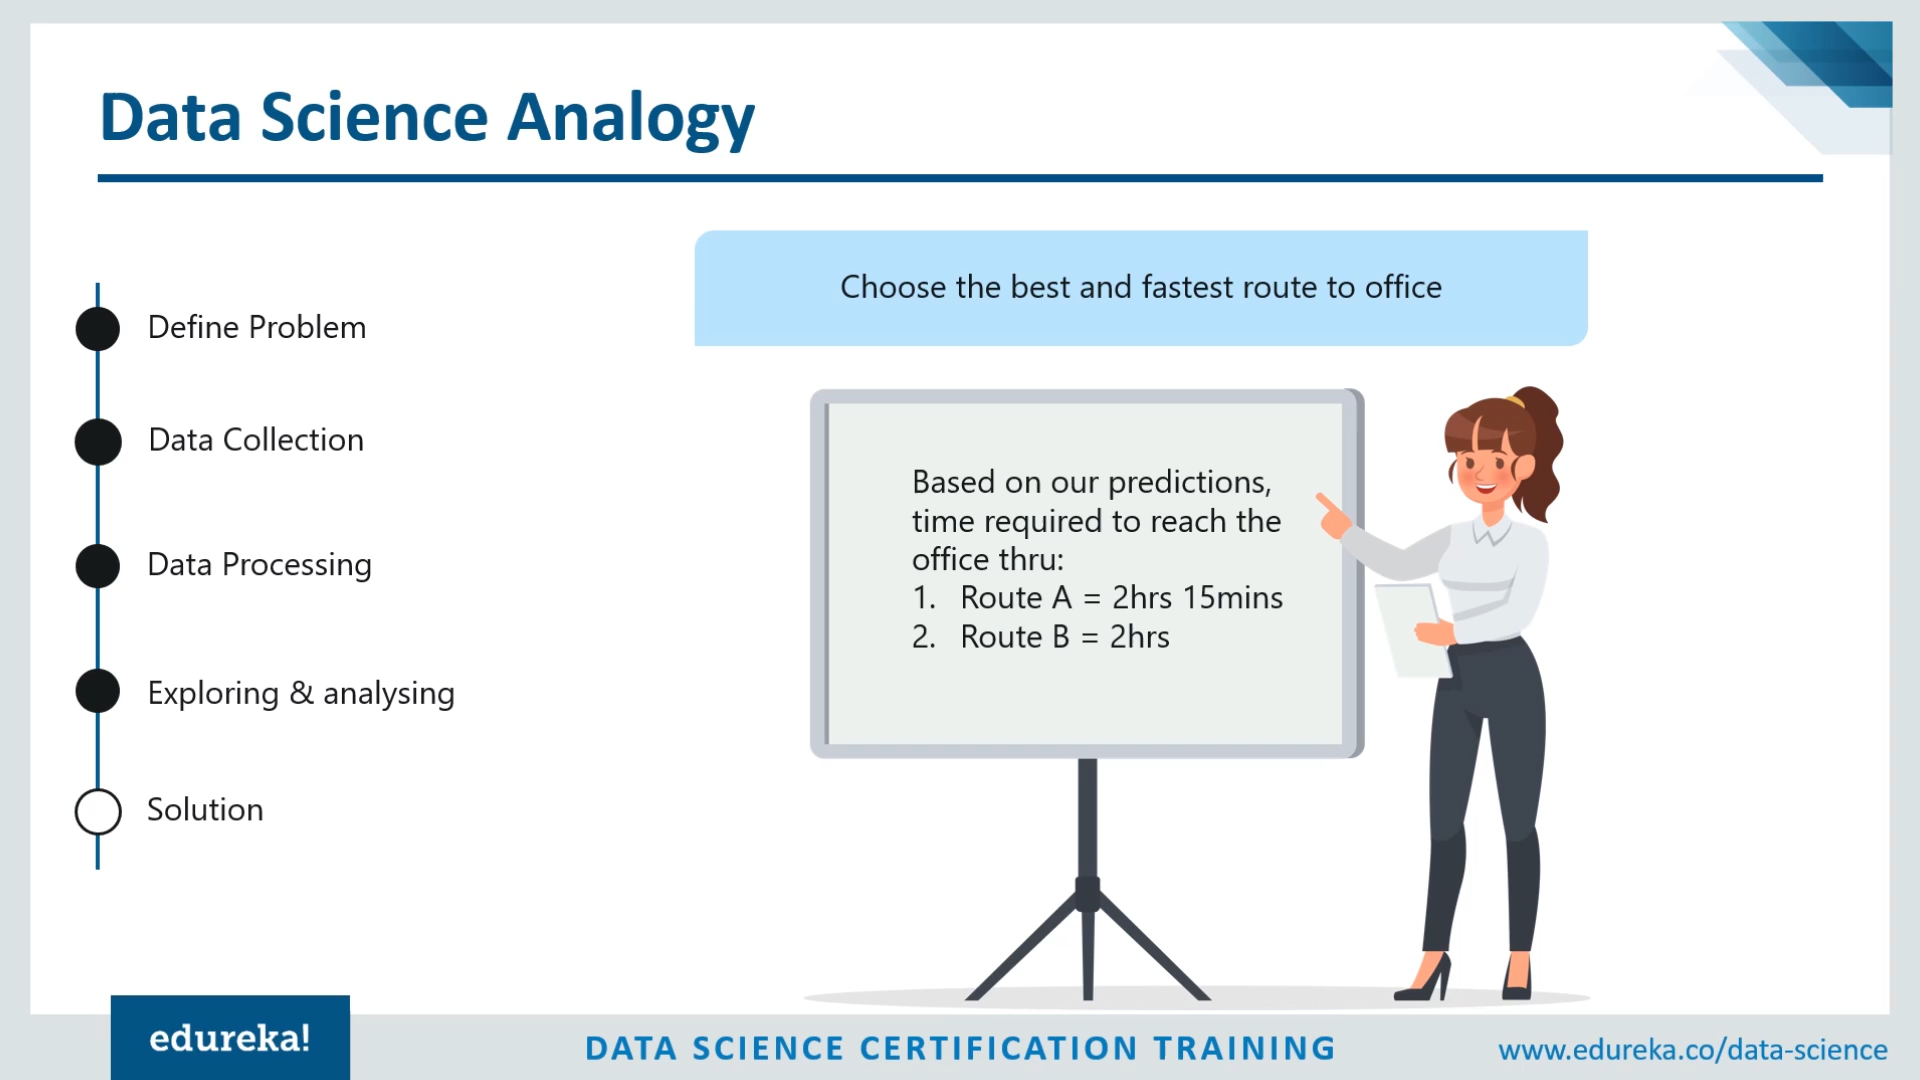 Data Science Analogy
Define Problem
Data Collection
Data Processing
Exploring & analysing
Solution
Choose the best and fastest route to office
Based on our predictions,
time required to reach the
office thru:
1. Route A = 2hrs 15mins
2. Route B = 2hrs
edureka!
DATA SCIENCE CERTIFICATION TRAINING
www.edureka.co/data-science